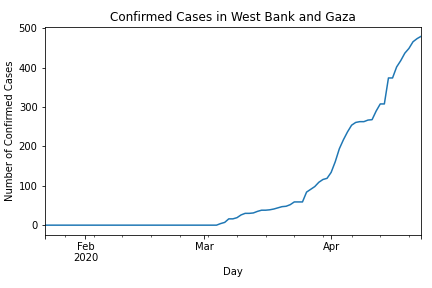 Confirmed Cases in West Bank and Gaza
Number of Confirmed Cases
500
400
300
200
100
0
Feb
2020
Mar
Apr
Day